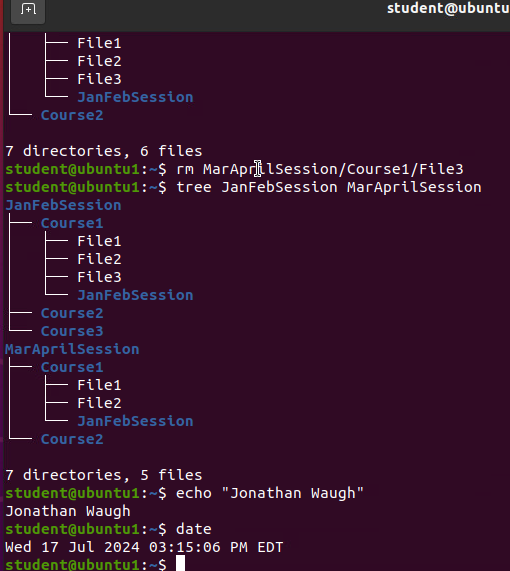 student@ubuntu
File1
File2
File3
JanFebSession
Course2
7 directories, 6 files
student@ubuntu1:~$ rm MarAprilSession/Course1/File3
student@ubuntu1:~$ tree JanFebSession MarAprilSession
JanFebSession
Course1
File1
File2
File3
JanFebSession
Course2
Course3
MarAprilSession
Course1
File1
File2
JanFebSession
Course2
7 directories, 5 files
student@ubuntu1:~$ echo "Jonathan Waugh"
Jonathan Waugh
student@ubuntu1:~$ date
Wed 17 Jul 2024 03:15:06 PM EDT
student@ubuntu1:~$